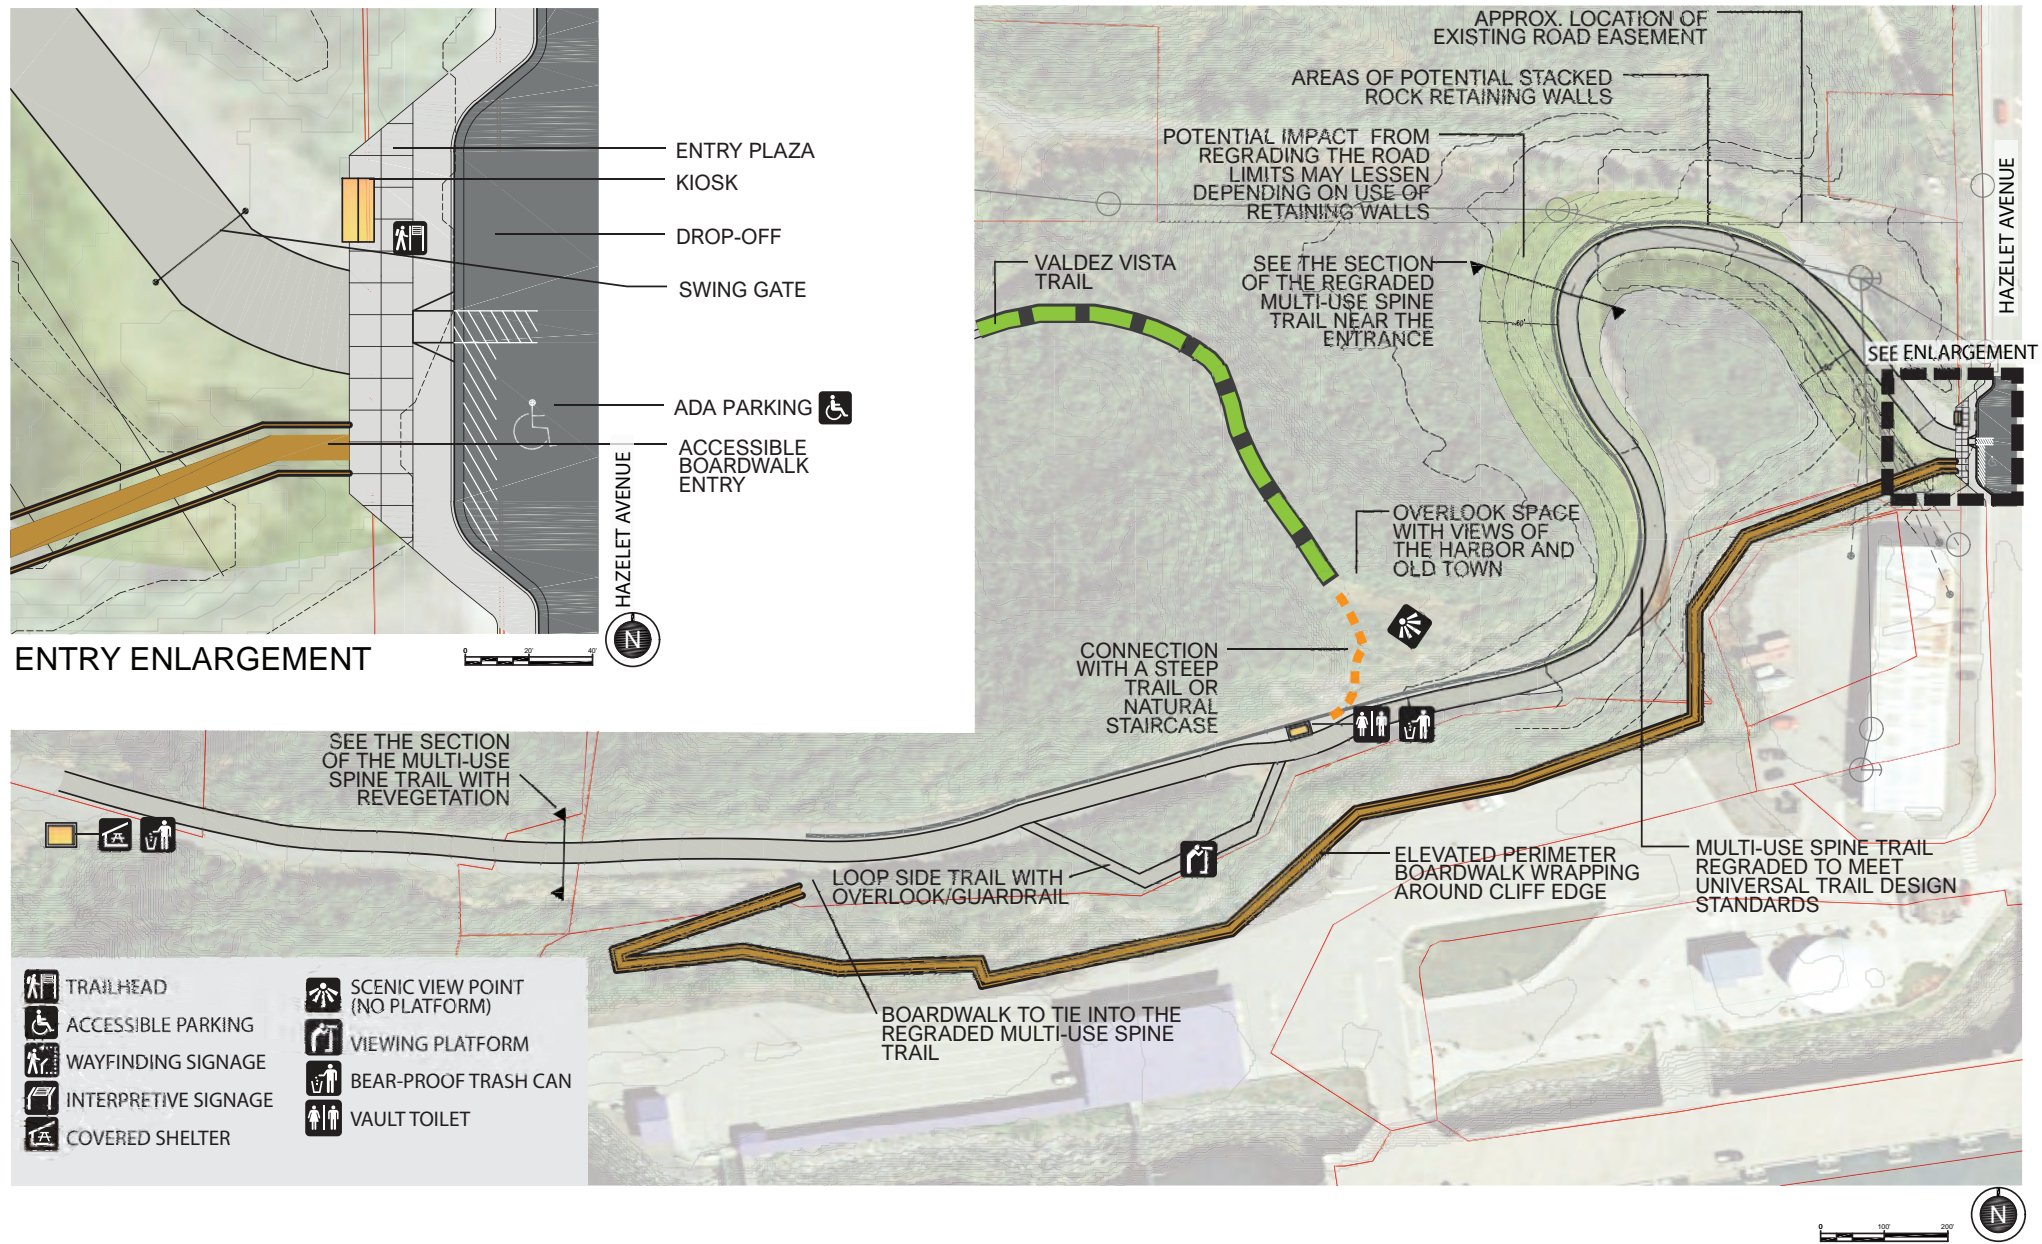 ENTRY PLAZA
KIOSK
DROP-OFF
SWING GATE
ADA PARKING
ACCESSIBLE
BOARDWALK
ENTRY
HAZELET AVENUE
ENTRY ENLARGEMENT
0
20'
40'
N
APPROX. LOCATION OF
EXISTING ROAD EASEMENT
AREAS OF POTENTIAL STACKED
ROCK RETAINING WALLS
POTENTIAL IMPACT FROM
REGRADING THE ROAD
LIMITS MAY LESSEN
DEPENDING ON USE OF
RETAINING WALLS
HAZELET AVENUE
VALDEZ VISTA
TRAIL
SEE THE SECTION
OF THE REGRADED
MULTI-USE SPINE
TRAIL NEAR THE
ENTRANCE
SEE ENLARGEMENT
OVERLOOK SPACE
WITH VIEWS OF
THE HARBOR AND
OLD TOWN
CONNECTION
WITH A STEEP
TRAIL OR
NATURAL
STAIRCASE
SEE THE SECTION
OF THE MULTI-USE
SPINE TRAIL WITH
REVEGETATION
LOOP SIDE TRAIL WITH
OVERLOOK/GUARDRAIL
ELEVATED PERIMETER
BOARDWALK WRAPPING
AROUND CLIFF EDGE
MULTI-USE SPINE TRAIL
REGRADED TO MEET
UNIVERSAL TRAIL DESIGN
STANDARDS
BOARDWALK TO TIE INTO THE
REGRADED MULTI-USE SPINE
TRAIL
TRAILHEAD
ACCESSIBLE PARKING
WAYFINDING SIGNAGE
INTERPRETIVE SIGNAGE
COVERED SHELTER
SCENIC VIEW POINT
(NO PLATFORM)
VIEWING PLATFORM
BEAR-PROOF TRASH CAN
VAULT TOILET
0
100'
200'
N